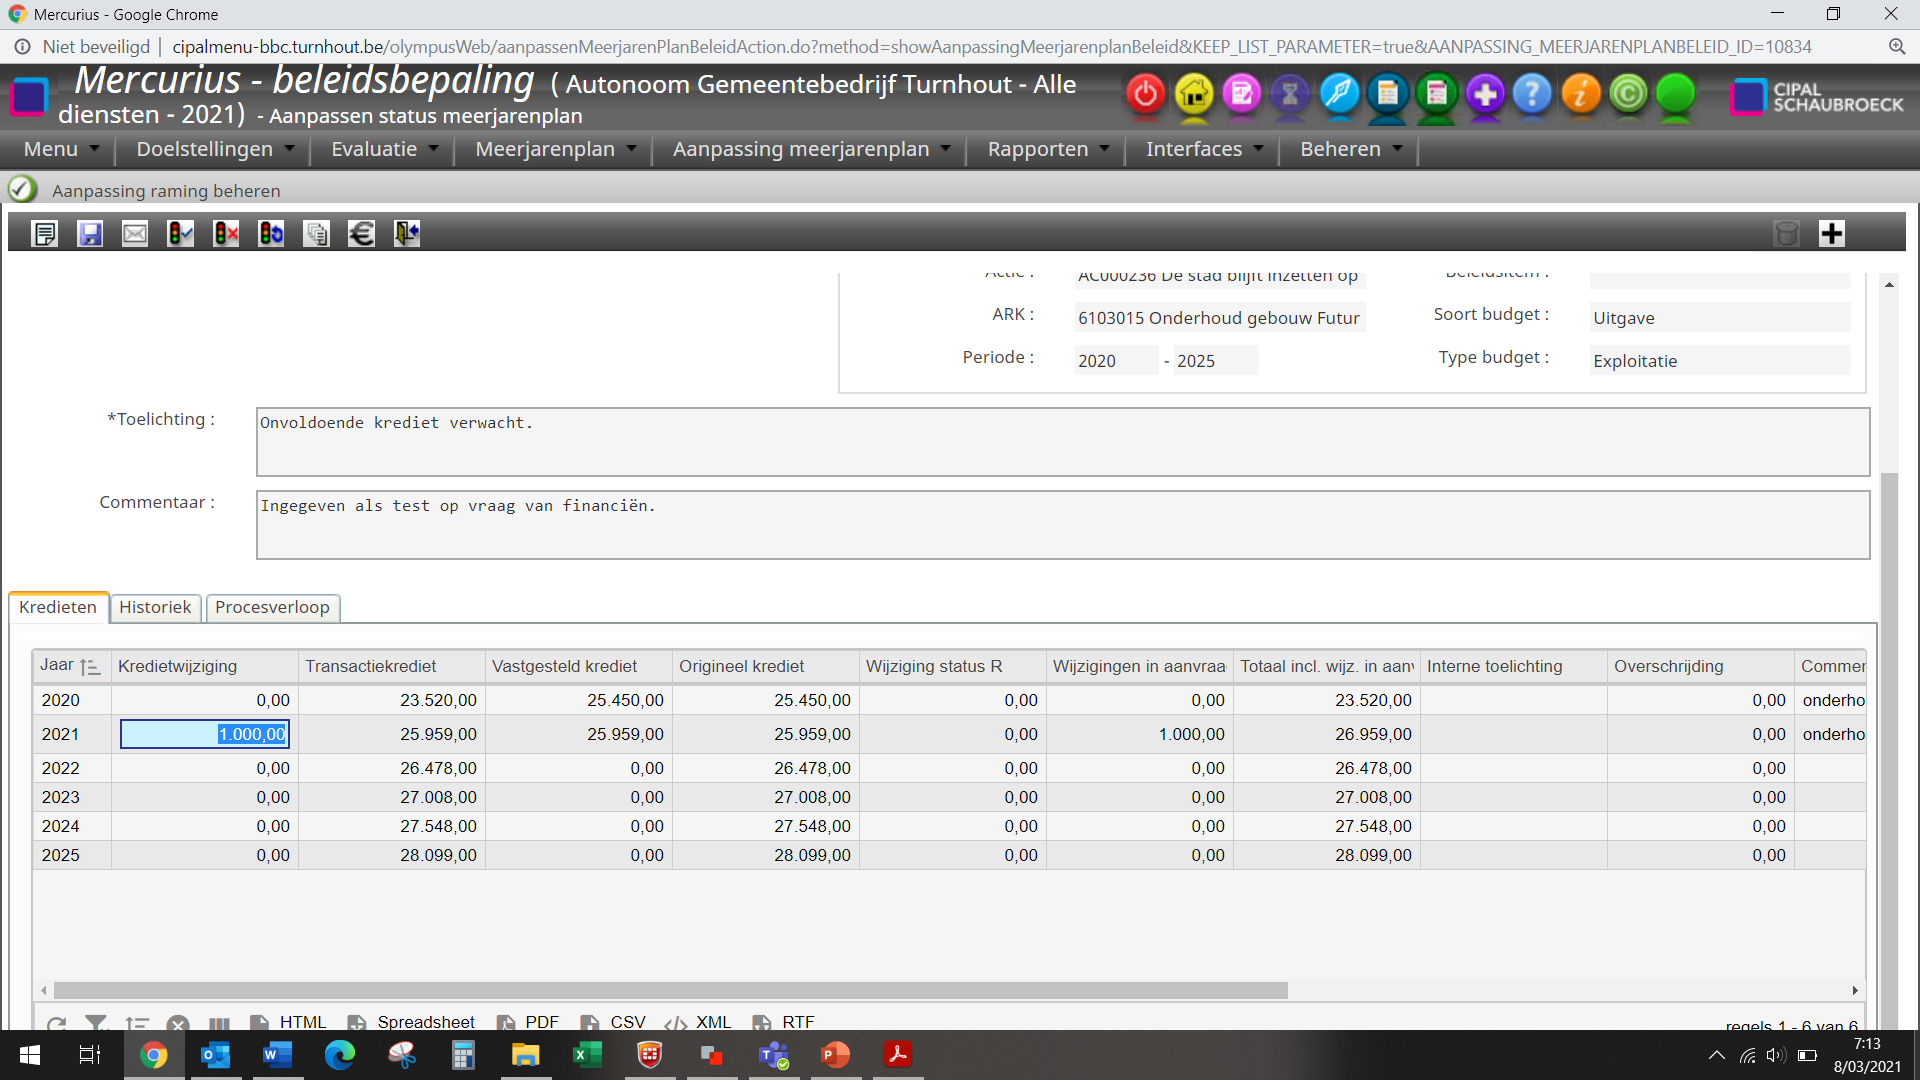 Mercurius - Google Chrome
Niet beveiligd | cipalmenu-bbc.turnhout.be/olympusWeb/aanpassenMeerjarenPlanBeleidAction.do?method=showAanpassingMeerjarenplanBeleid&KEEP_LIST_PARAMETER=true&AANPASSING_MEERJARENPLANBELEID_ID=10834
Mercurius - beleidsbepaling ( Autonoom Gemeentebedrijf Turnhout - Alle
diensten - 2021) - Aanpassen status meerjarenplan
CIPAL
SCHAUBROECK
Menu Doelstellingen Evaluatie Meerjarenplan Aanpassing meerjarenplan Rapporten Interfaces Beheren
Aanpassing raming beheren
Actie : AC000236 De stad blijft inzetten op Beleidsitem :
ARK : 6103015 Onderhoud gebouw Futur Soort budget : Uitgave
Periode : 2020 - 2025 Type budget : Exploitatie
*Toelichting : Onvoldoende krediet verwacht.
Commentaar : Ingegeven als test op vraag van financiën.
Kredieten Historiek Procesverloop
Jaar Kredietwijziging Transactiekrediet Vastgesteld krediet Origineel krediet Wijziging status R Wijzigingen in aanvraa Totaal incl. wijz. in aanv Interne toelichting Overschrijding Commen
2020 0,00 23.520,00 25.450,00 25.450,00 0,00 0,00 23.520,00 0,00 onderho
2021 1.000,00 25.959,00 25.959,00 25.959,00 0,00 1.000,00 26.959,00 0,00 onderho
2022 0,00 26.478,00 0,00 26.478,00 0,00 0,00 26.478,00 0,00
2023 0,00 27.008,00 0,00 27.008,00 0,00 0,00 27.008,00 0,00
2024 0,00 27.548,00 0,00 27.548,00 0,00 0,00 27.548,00 0,00
2025 0,00 28.099,00 0,00 28.099,00 0,00 0,00 28.099,00 0,00
HTML Spreadsheet PDF CSV XML RTF regels 1 - 6 van 6
7:13
8/03/2021